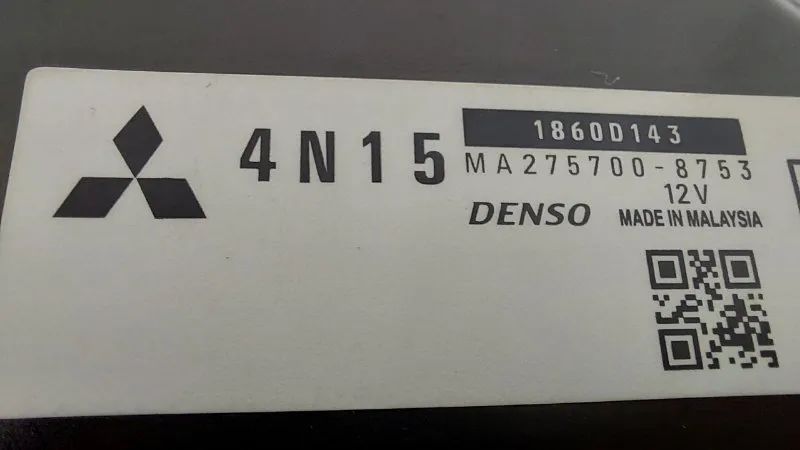 4N15
1860D143
MA275700-8753
12V
DENSO
MADE IN MALAYSIA